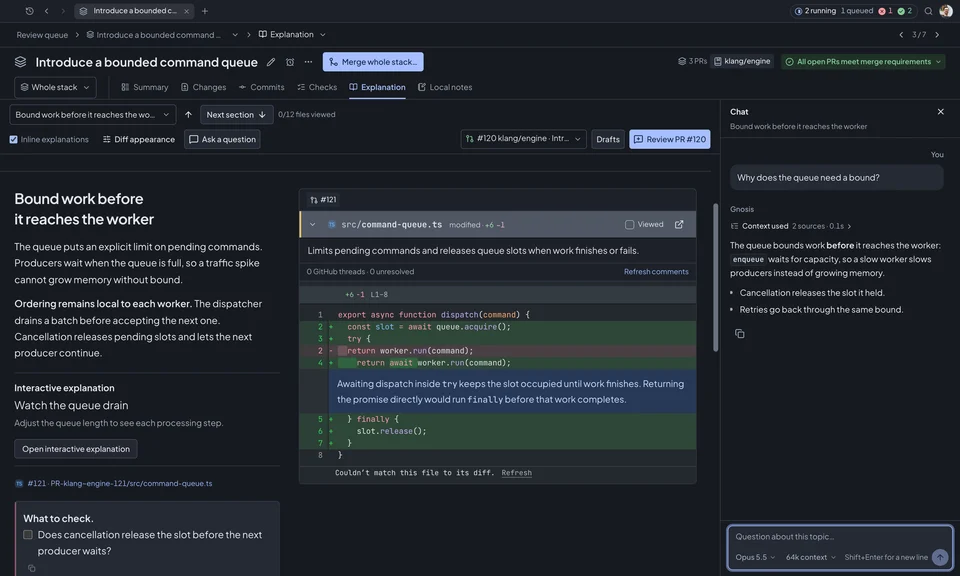 Introduce a bounded c...
2 running 1 queued 1 2
Review queue Introduce a bounded command ... Explanation 3 / 7
Introduce a bounded command queue Merge whole stack... 3 PRs klang/engine All open PRs meet merge requirements
Whole stack Summary Changes Commits Checks Explanation Local notes
Bound work before it reaches the wo... Next section 0/12 files viewed
Inline explanations Diff appearance Ask a question #120 klang/engine · Intr... Drafts Review PR #120
Bound work before
it reaches the worker
The queue puts an explicit limit on pending commands.
Producers wait when the queue is full, so a traffic spike
cannot grow memory without bound.
Ordering remains local to each worker. The dispatcher
drains a batch before accepting the next one.
Cancellation releases pending slots and lets the next
producer continue.
Interactive explanation
Watch the queue drain
Adjust the queue length to see each processing step.
Open interactive explanation
TS #121 · PR-klang-engine-121/src/command-queue.ts
What to check.
Does cancellation release the slot before the next
producer waits?
#121
TS src/command-queue.ts modified +6 -1 Viewed
Limits pending commands and releases queue slots when work finishes or fails.
0 GitHub threads · 0 unresolved Refresh comments
+6 -1 L1-8
1 export async function dispatch(command) {
2 + const slot = await queue.acquire();
3 + try {
2 - return worker.run(command);
4 + return await worker.run(command);
Awaiting dispatch inside try keeps the slot occupied until work finishes. Returning
the promise directly would run finally before that work completes.
5 + } finally {
6 + slot.release();
7 + }
8 }
Couldn't match this file to its diff. Refresh
Chat
Bound work before it reaches the worker
You
Why does the queue need a bound?
Gnosis
Context used 2 sources · 0.1s
The queue bounds work before it reaches the worker:
enqueue waits for capacity, so a slow worker slows
producers instead of growing memory.
• Cancellation releases the slot it held.
• Retries go back through the same bound.
Question about this topic...
Opus 5.5 64k context Shift+Enter for a new line